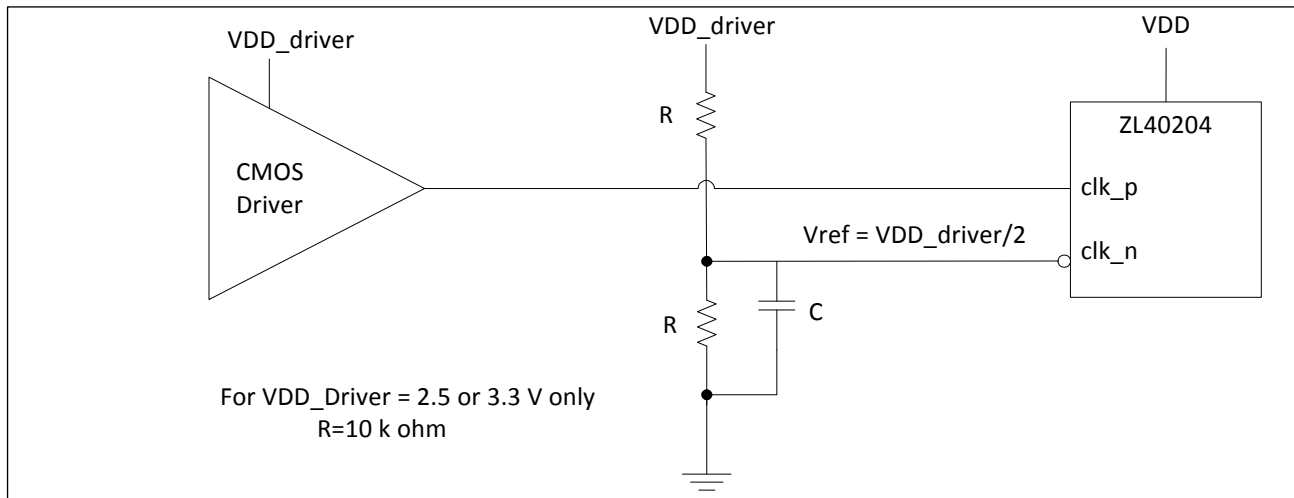 VDD_driver
VDD_driver
VDD
R
ZL40204
CMOS
Driver
clk_p
Vref = VDD_driver/2
clk_n
R
C
For VDD_Driver = 2.5 or 3.3 V only
R=10 k ohm